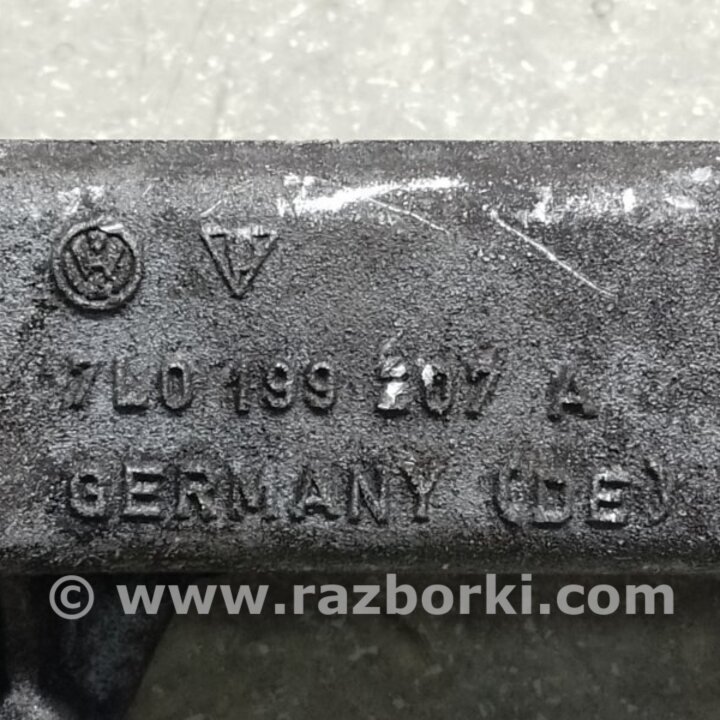 7L0 199 207 A
GERMANY (DE)
© www.razborki.com